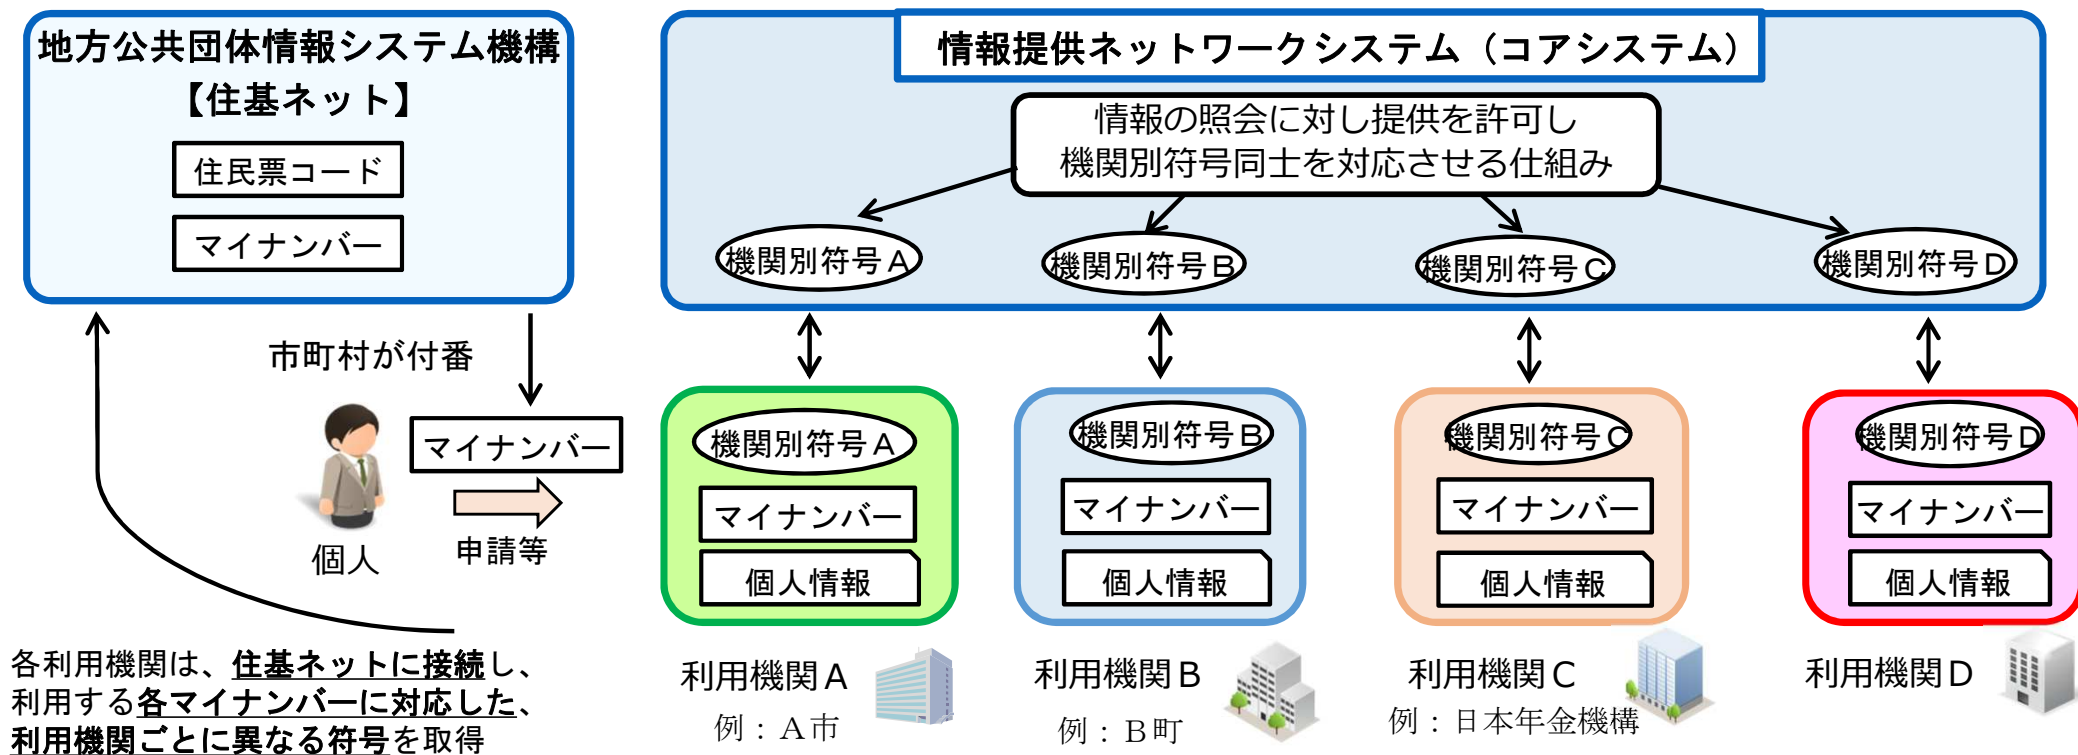 地方公共団体情報システム機構
【住基ネット】
住民票コード
マイナンバー
市町村が付番
マイナンバー
個人
申請等
各利用機関は、住基ネットに接続し、
利用する各マイナンバーに対応した、
利用機関ごとに異なる符号を取得
情報提供ネットワークシステム（コアシステム）
情報の照会に対し提供を許可し
機関別符号同士を対応させる仕組み
機関別符号A
機関別符号B
機関別符号C
機関別符号D
機関別符号A
マイナンバー
個人情報
利用機関A
例：A市
機関別符号B
マイナンバー
個人情報
利用機関B
例：B町
機関別符号C
マイナンバー
個人情報
利用機関C
例：日本年金機構
機関別符号D
マイナンバー
個人情報
利用機関D